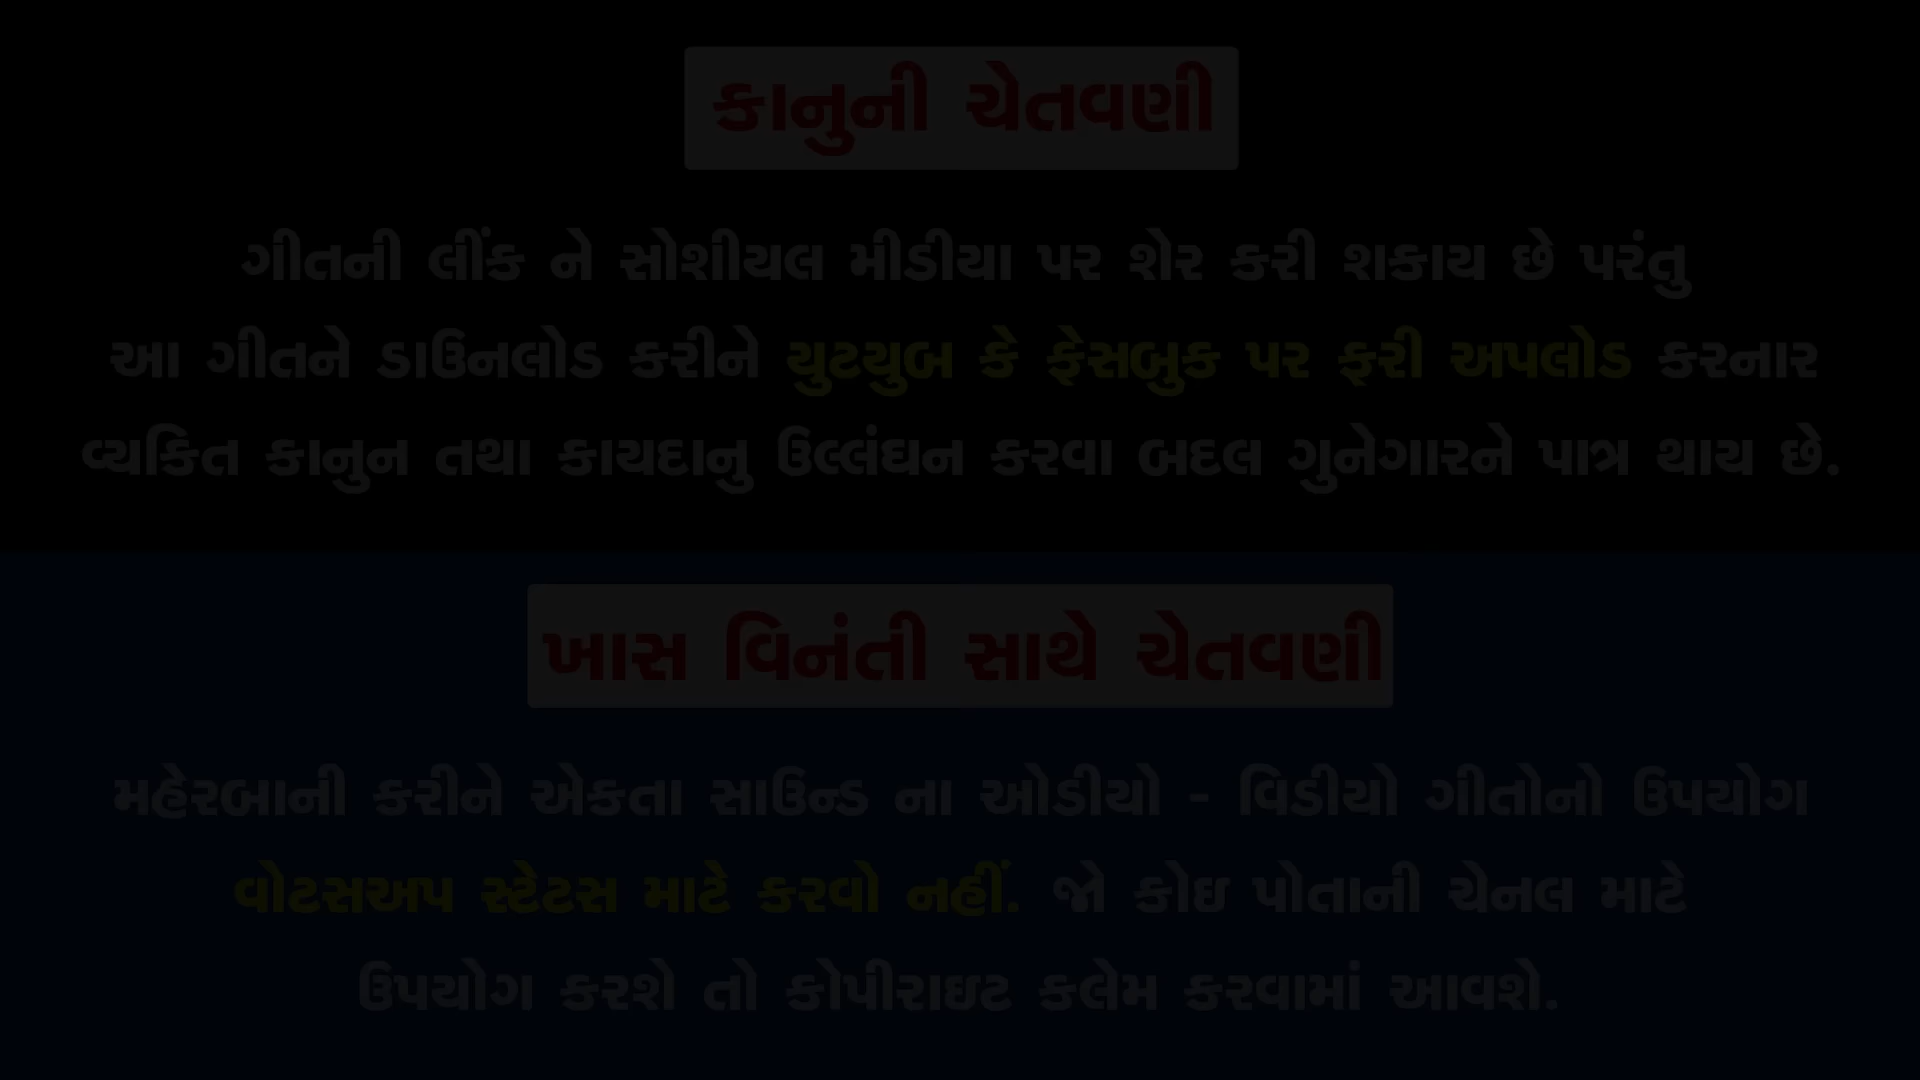 કાનુની ચેતવણી
ગીતની લીંક ને સોશીયલ મીડીયા પર શેર કરી શકાય છે પરંતુ
આ ગીતને ડાઉનલોડ કરીને યુટયુબ કે ફેસબુક પર ફરી અપલોડ કરનાર
વ્યકિત કાનુન તથા કાયદાનુ ઉલ્લંઘન કરવા બદલ ગુનેગારને પાત્ર થાય છે.
ખાસ વિનંતી સાથે ચેતવણી
મહેરબાની કરીને એકતા સાઉન્ડ ના ઓડીયો - વિડીયો ગીતોનો ઉપયોગ
વોટસઅપ સ્ટેટસ માટે કરવો નહીં. જો કોઇ પોતાની ચેનલ માટે
ઉપયોગ કરશે તો કોપીરાઇટ કલેમ કરવામાં આવશે.